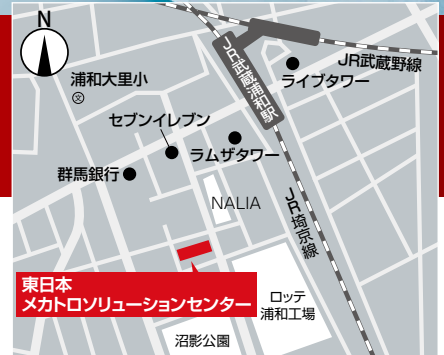 N
JR武蔵野線
JR武蔵浦和駅
ライブタワー
浦和大里小
文
セブンイレブン
ラムザタワー
群馬銀行
NALIA
JR埼京線
東日本
メカトロソリューションセンター
ロッテ
浦和工場
沼影公園